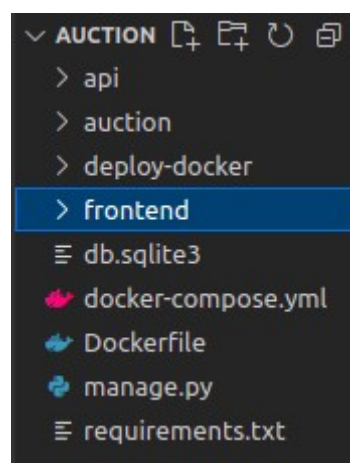 AUCTION
api
auction
deploy-docker
frontend
db.sqlite3
docker-compose.yml
Dockerfile
manage.py
requirements.txt